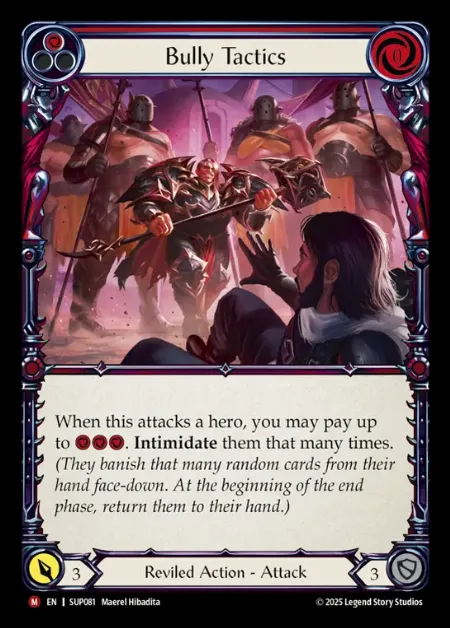 Bully Tactics
0
When this attacks a hero, you may pay up
to. Intimidate them that many times.
(They banish that many random cards from their
hand face-down. At the beginning of the end
phase, return them to their hand.)
3
Reviled Action - Attack
3
M EN | SUP081 Maerel Hibadita
© 2025 Legend Story Studios